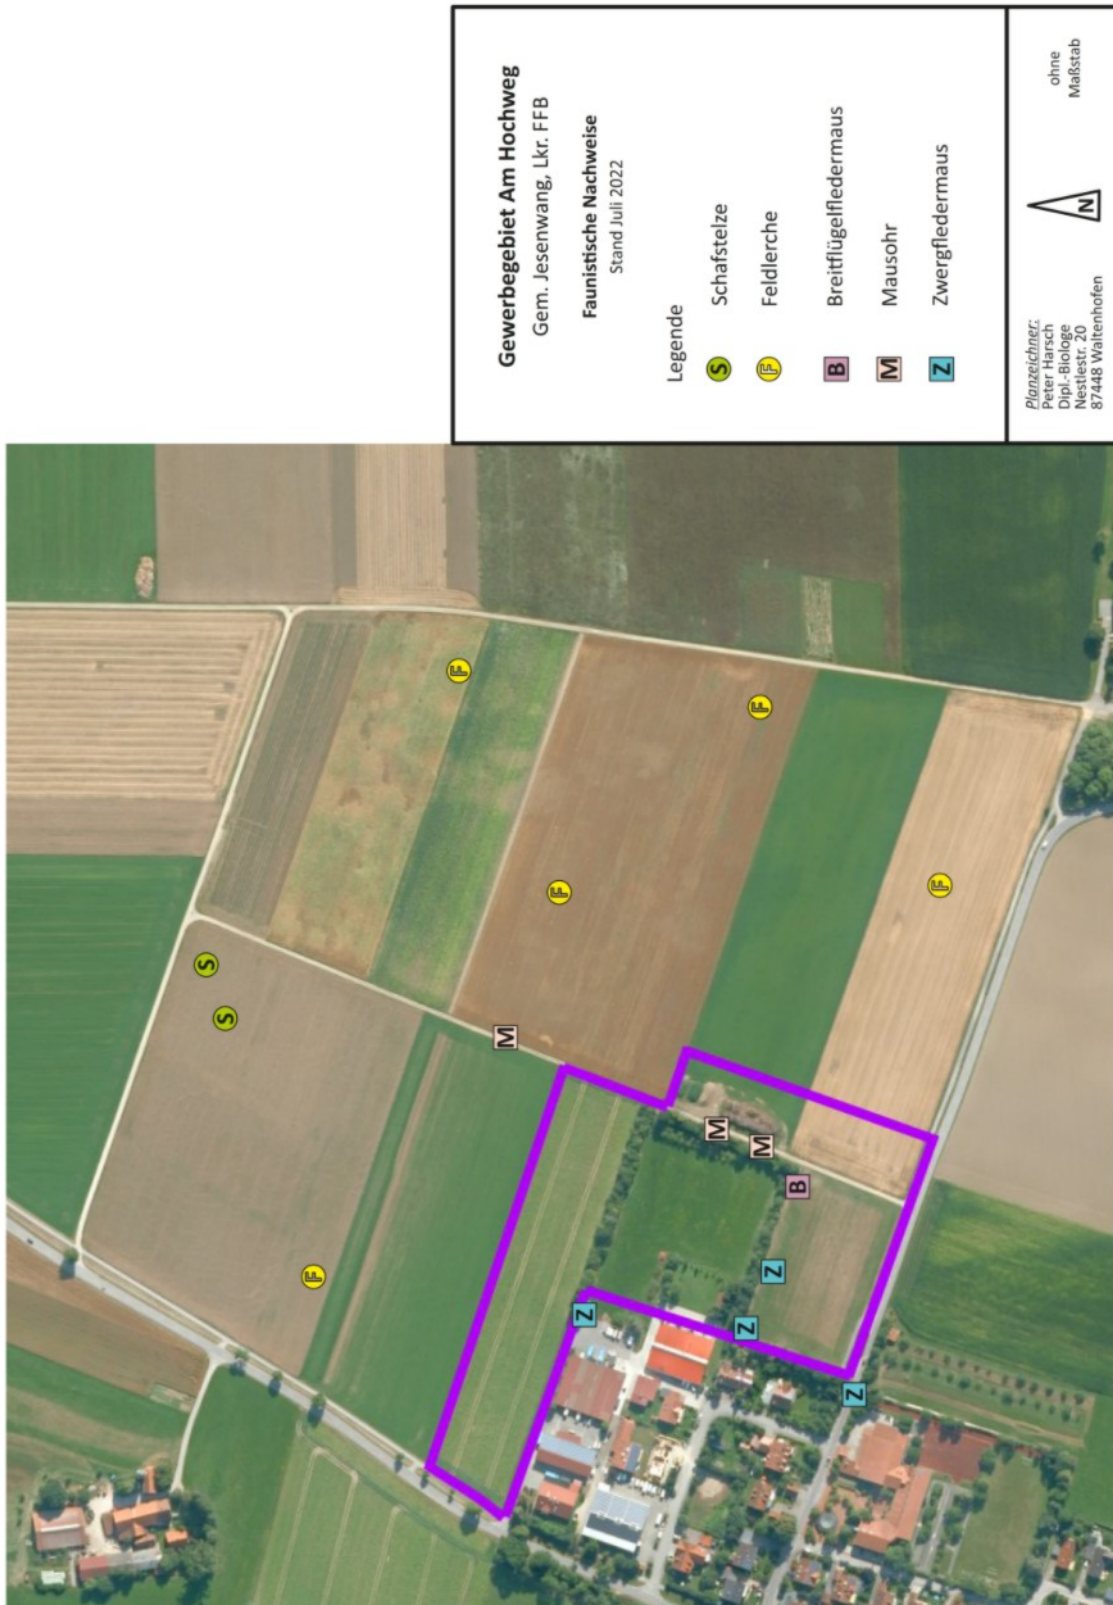 Gewerbegebiet Am Hochweg
Gem. Jesenwang, Lkr. FFB
Faunistische Nachweise
Stand Juli 2022
Legende
S Schafstelze
F Feldlerche
B Breitflügelfledermaus
M Mausohr
Z Zwergfledermaus
Planzeichner:
Peter Harsch
Dipl.-Biologe
Nestlestr. 20
87448 Waltenhofen
N
ohne
Maßstab
S
S
F
F
F
F
F
M
M
M
B
Z
Z
Z
Z